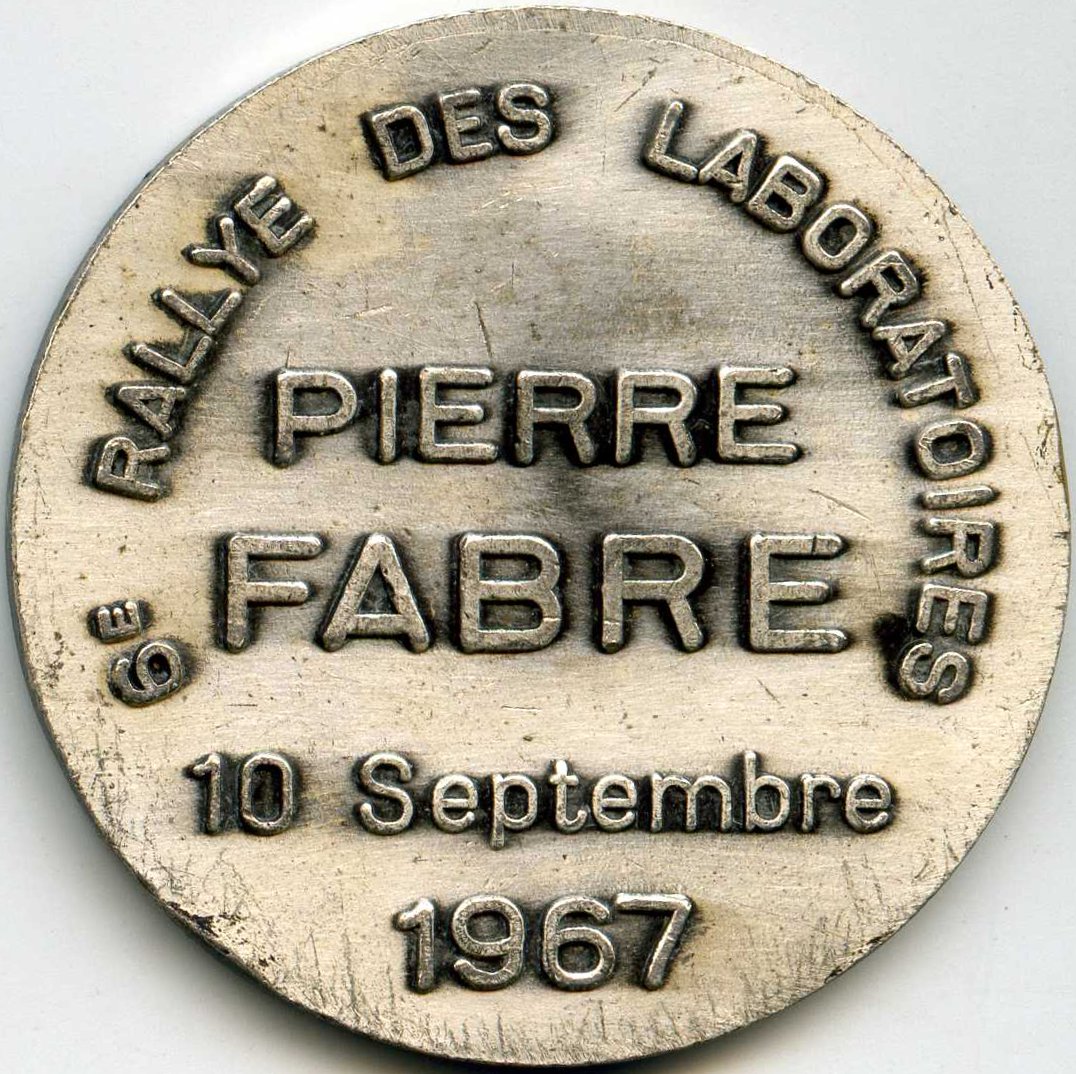 6E RALLYE DES LABORATOIRES
PIERRE
FABRE
10 Septembre
1967